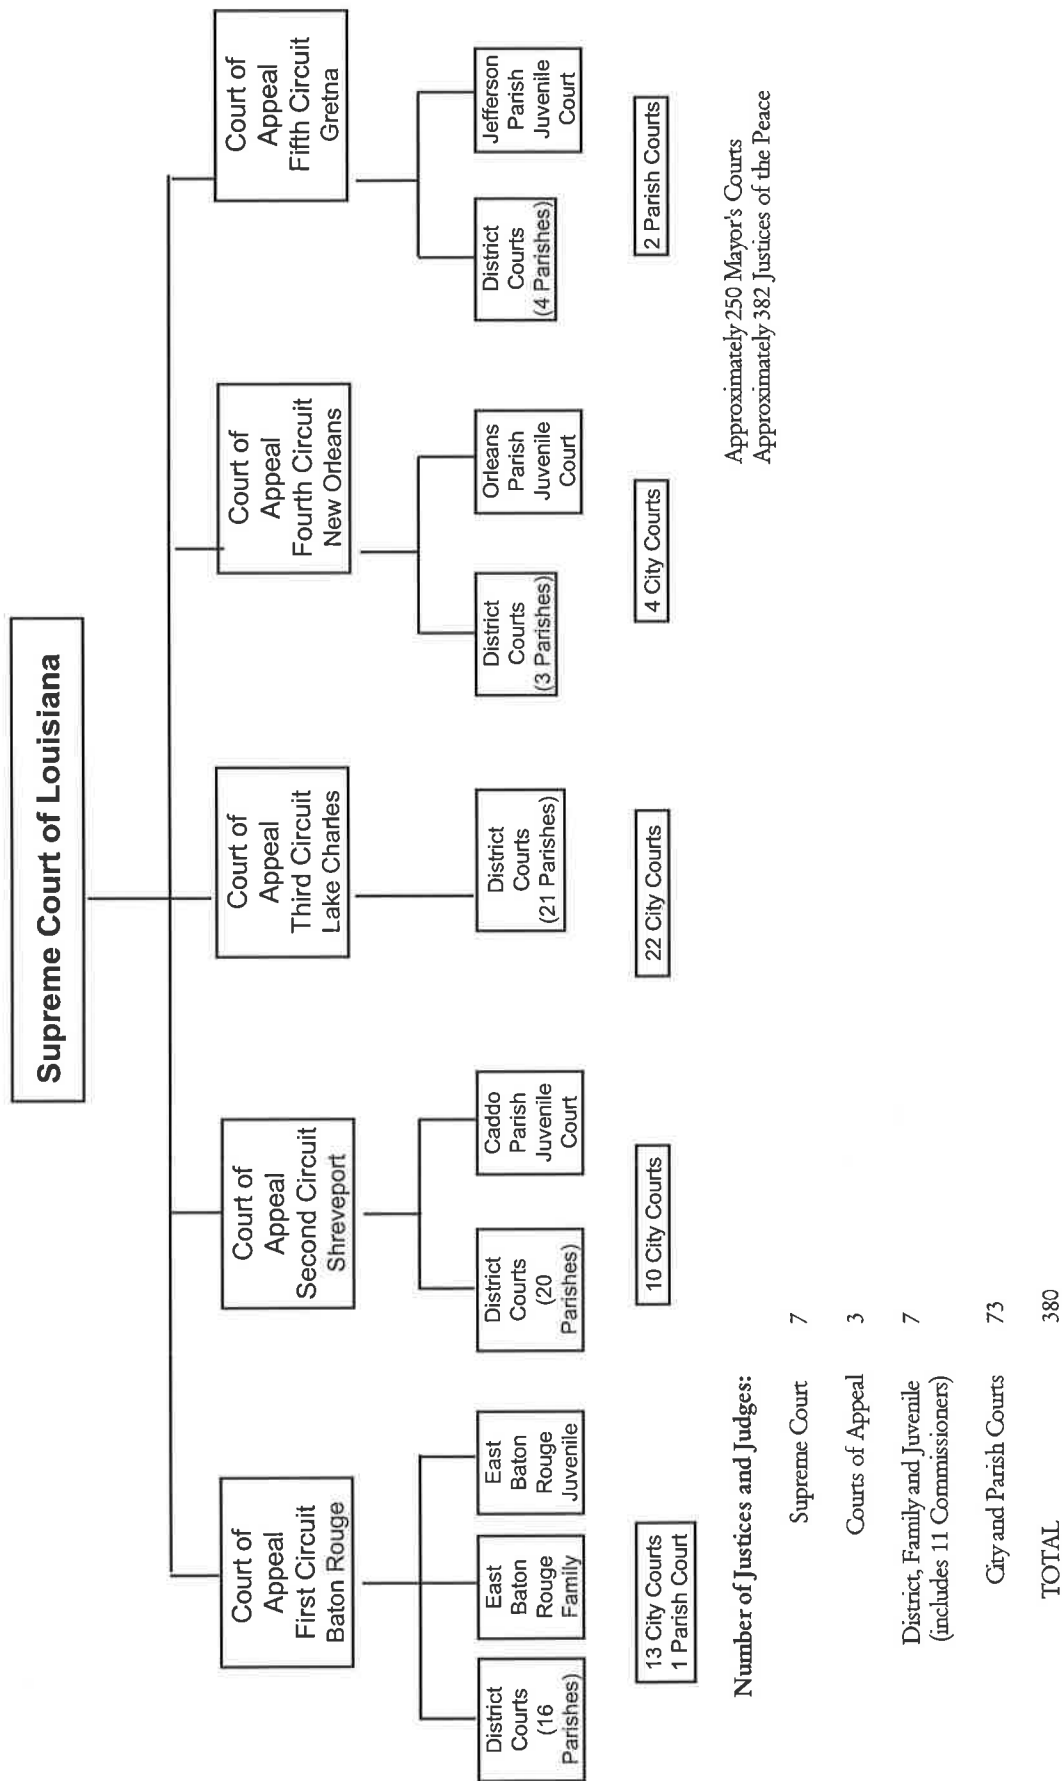 Supreme Court of Louisiana
Court of
Appeal
First Circuit
Baton Rouge
Court of
Appeal
Second Circuit
Shreveport
Court of
Appeal
Third Circuit
Lake Charles
Court of
Appeal
Fourth Circuit
New Orleans
Court of
Appeal
Fifth Circuit
Gretna
District
Courts
(16
Parishes)
East
Baton
Rouge
Family
East
Baton
Rouge
Juvenile
District
Courts
(20
Parishes)
Caddo
Parish
Juvenile
Court
District
Courts
(21 Parishes)
District
Courts
(3 Parishes)
Orleans
Parish
Juvenile
Court
District
Courts
(4 Parishes)
Jefferson
Parish
Juvenile
Court
13 City Courts
1 Parish Court
10 City Courts
22 City Courts
4 City Courts
2 Parish Courts
Number of Justices and Judges:
Supreme Court 7
Courts of Appeal 3
District, Family and Juvenile 7
(includes 11 Commissioners)
City and Parish Courts 73
TOTAL 380
Approximately 250 Mayor's Courts
Approximately 382 Justices of the Peace